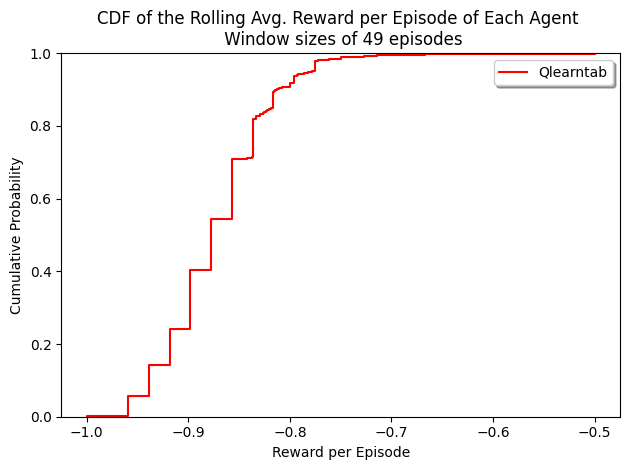 CDF of the Rolling Avg. Reward per Episode of Each Agent
Window sizes of 49 episodes
Qlearntab
Cumulative Probability
1.0
0.8
0.6
0.4
0.2
0.0
−1.0 −0.9 −0.8 −0.7 −0.6 −0.5
Reward per Episode